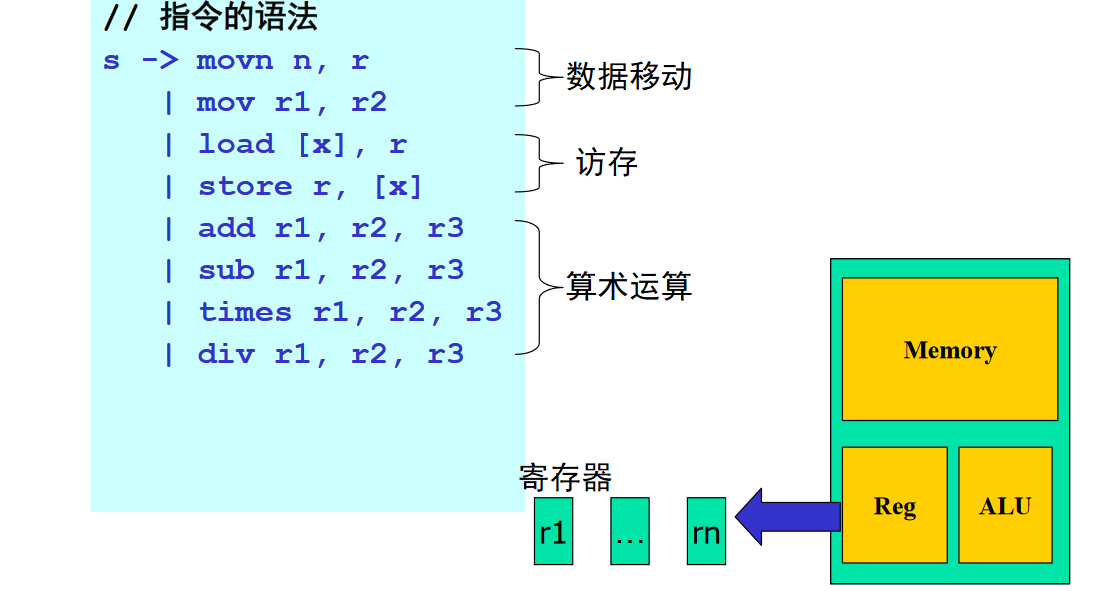 // 指令的语法
s -> movn n, r
| mov r1, r2
| load [x], r
| store r, [x]
| add r1, r2, r3
| sub r1, r2, r3
| times r1, r2, r3
| div r1, r2, r3
数据移动
访存
算术运算
Memory
Reg
ALU
寄存器
r1
...
rn